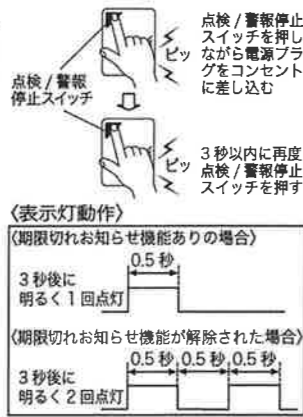 点検/警報停止
スイッチを押し
ながら電源プラ
グをコンセント
に差し込む
ピッ
点検/警報
停止スイッチ
ピッ
3秒以内に再度
点検/警報停止
スイッチを押す
〈表示灯動作〉
〈期限切れお知らせ機能ありの場合〉
0.5秒
3秒後に
明るく1回点灯
〈期限切れお知らせ機能が解除された場合〉
0.5秒 0.5秒 0.5秒
3秒後に
明るく2回点灯